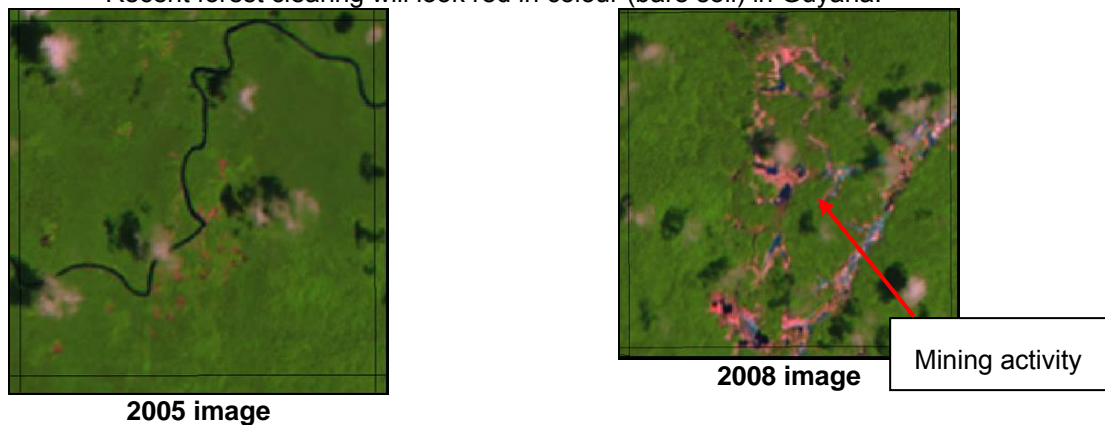 Recent forest clearing will look red in colour (bare soil) in Guyana.
2005 image
2008 image
Mining activity